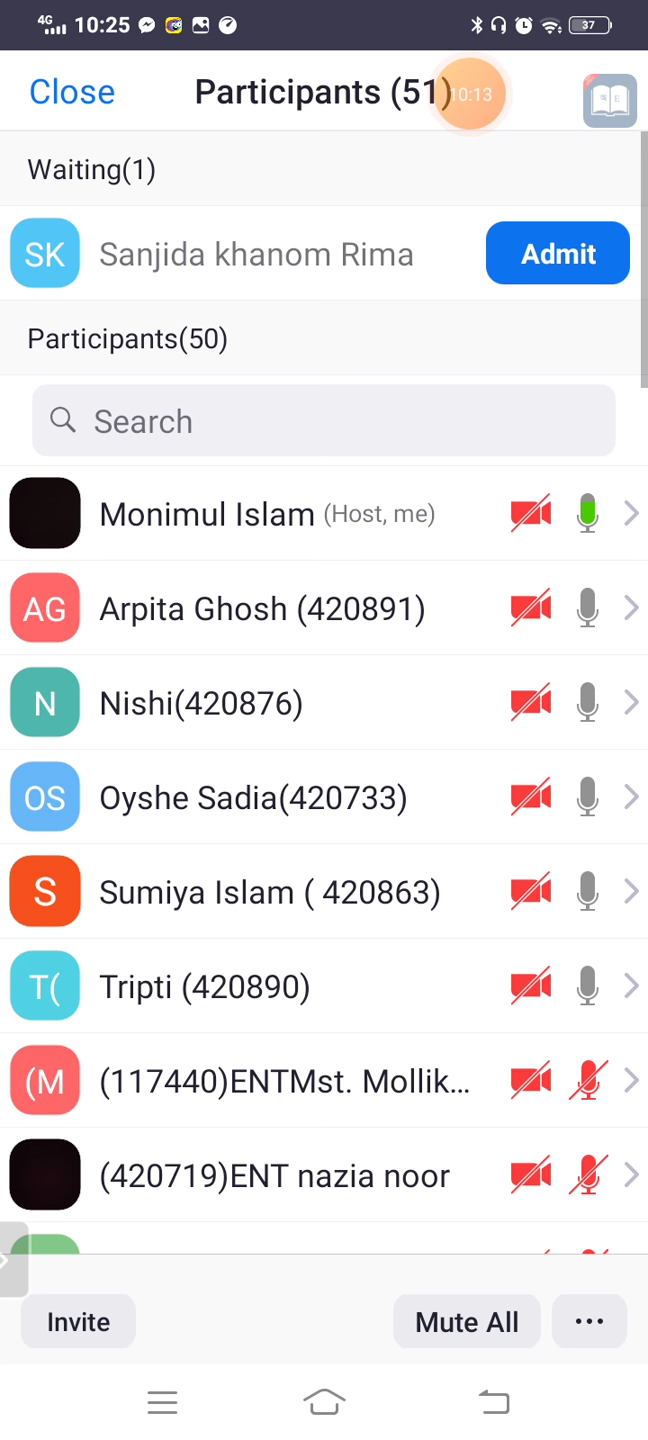 4G 10:25 37
Close Participants (51) 10:13
Waiting(1)
SK Sanjida khanom Rima Admit
Participants(50)
Search
Monimul Islam (Host, me)
AG Arpita Ghosh (420891)
N Nishi(420876)
OS Oyshe Sadia(420733)
S Sumiya Islam ( 420863)
T( Tripti (420890)
(M (117440)ENTMst. Mollik...
(420719)ENT nazia noor
Invite Mute All ...